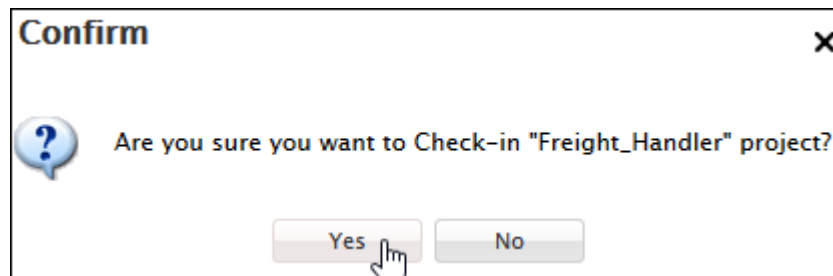 Confirm
Are you sure you want to Check-in "Freight_Handler" project?
Yes No